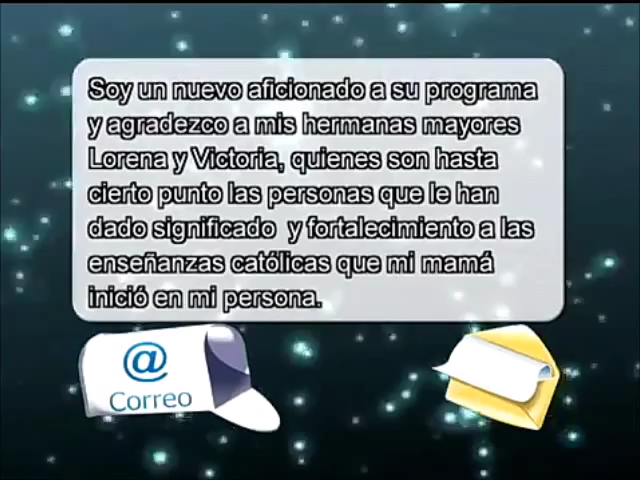 Soy un nuevo aficionado a su programa
y agradezco a mis hermanas mayores
Lorena y Victoria, quienes son hasta
cierto punto las personas que le han
dado significado y fortalecimiento a las
enseñanzas católicas que mi mamá
inició en mi persona.
@
Correo